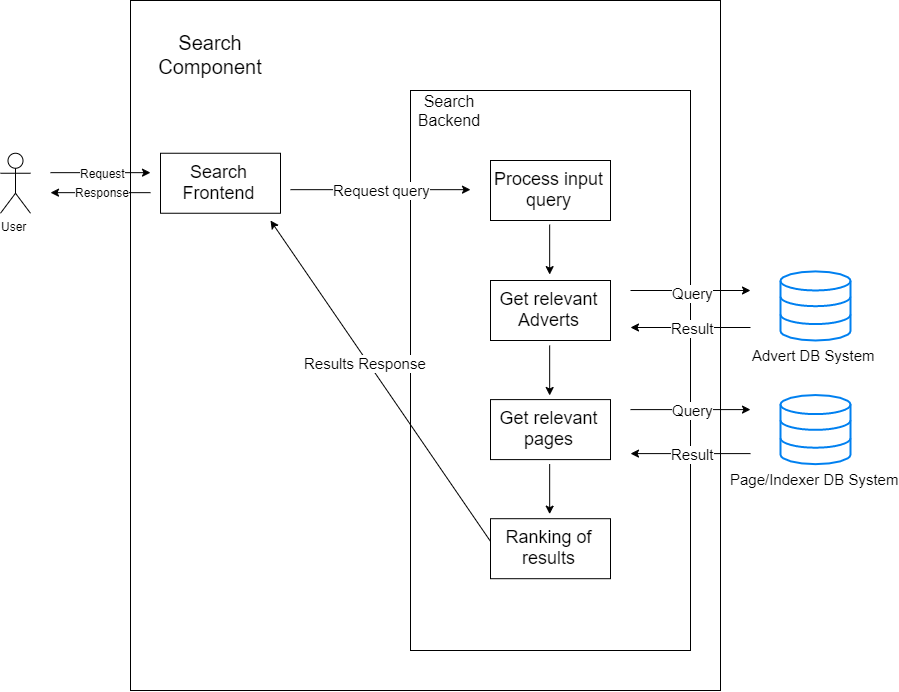 Search
Component
Search
Backend
Request
Response
User
Search
Frontend
Request query
Process input
query
Get relevant
Adverts
Query
Result
Advert DB System
Results Response
Get relevant
pages
Query
Result
Page/Indexer DB System
Ranking of
results